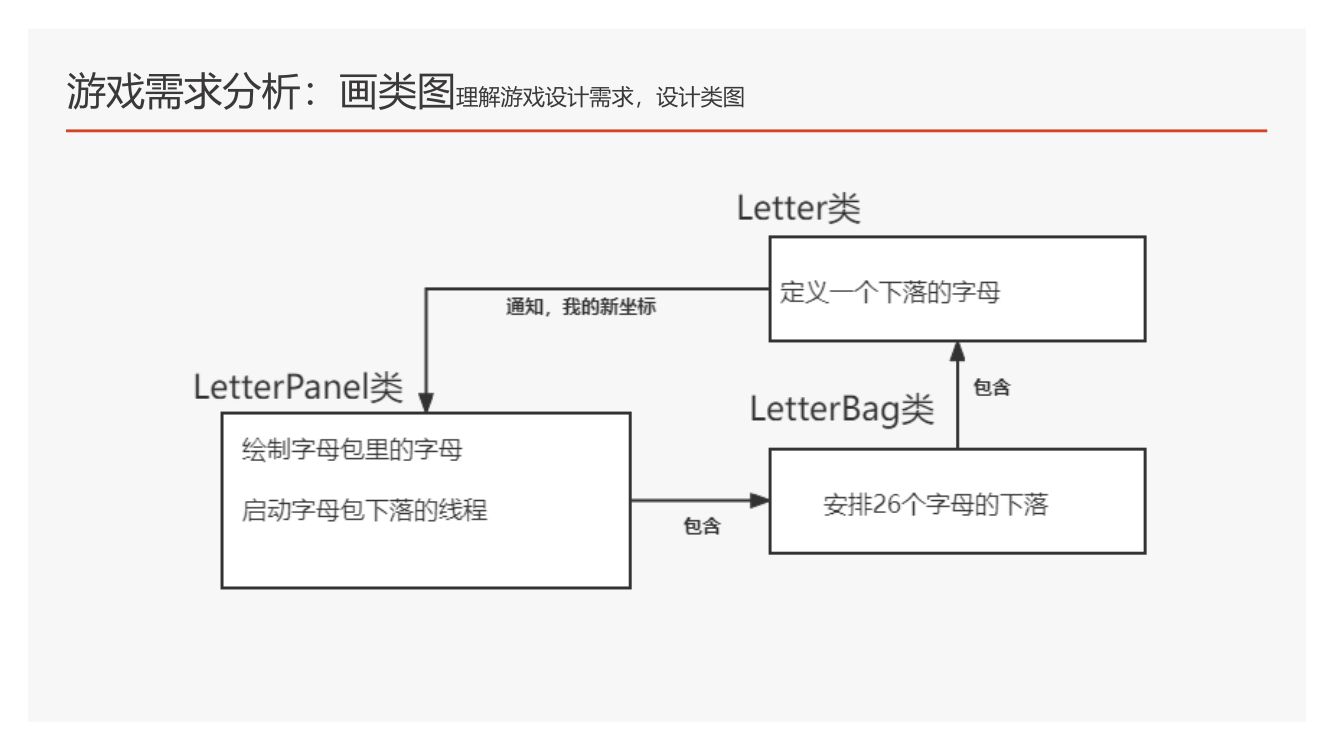 游戏需求分析：画类图理解游戏设计需求，设计类图
Letter类
定义一个下落的字母
通知，我的新坐标
LetterPanel类
包含
LetterBag类
绘制字母包里的字母
启动字母包下落的线程
安排26个字母的下落
包含